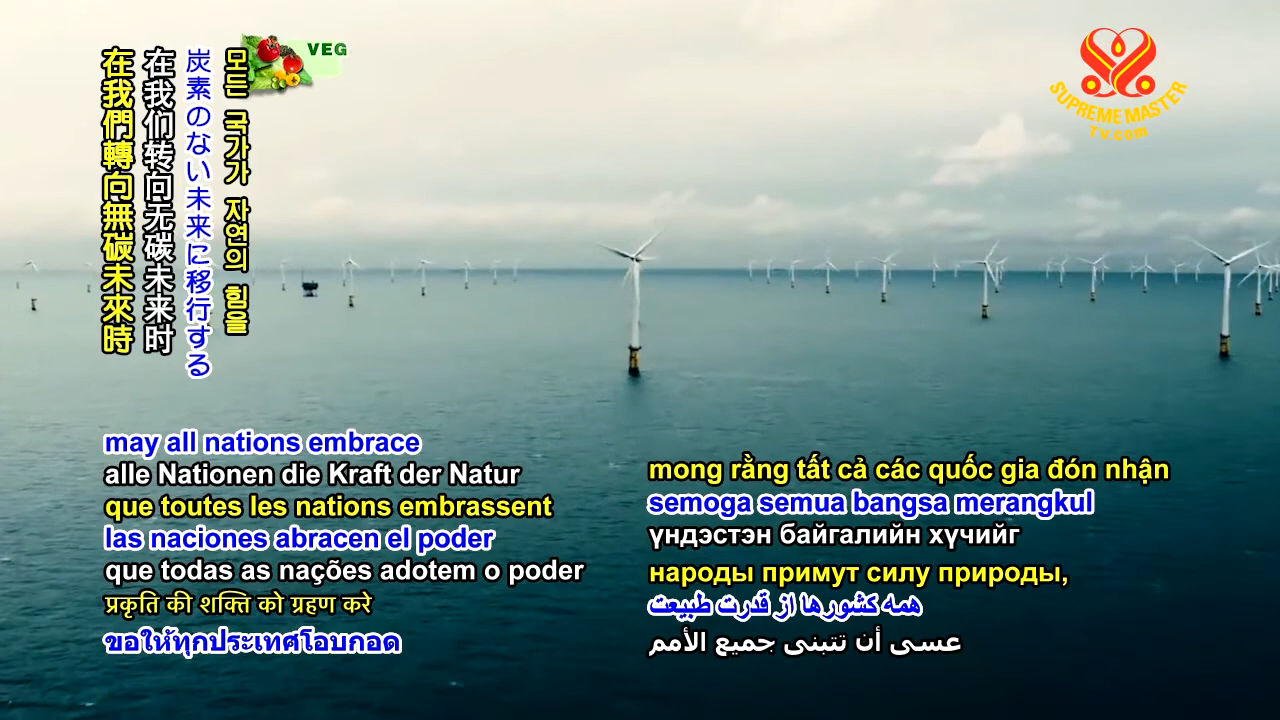 在我們轉向無碳未來時
在我们转向无碳未来时
炭素のない未来に移行する
모든 국가가 자연의 힘을
VEG
SUPREME MASTER
TV.com
may all nations embrace
alle Nationen die Kraft der Natur
que toutes les nations embrassent
las naciones abracen el poder
que todas as nações adotem o poder
प्रकृति की शक्ति को ग्रहण करे
ขอให้ทุกประเทศโอบกอด
mong rằng tất cả các quốc gia đón nhận
semoga semua bangsa merangkul
үндэстэн байгалийн хүчийг
народы примут силу природы,
همه کشورها از قدرت طبیعت
عسى أن تتبنى جميع الأمم